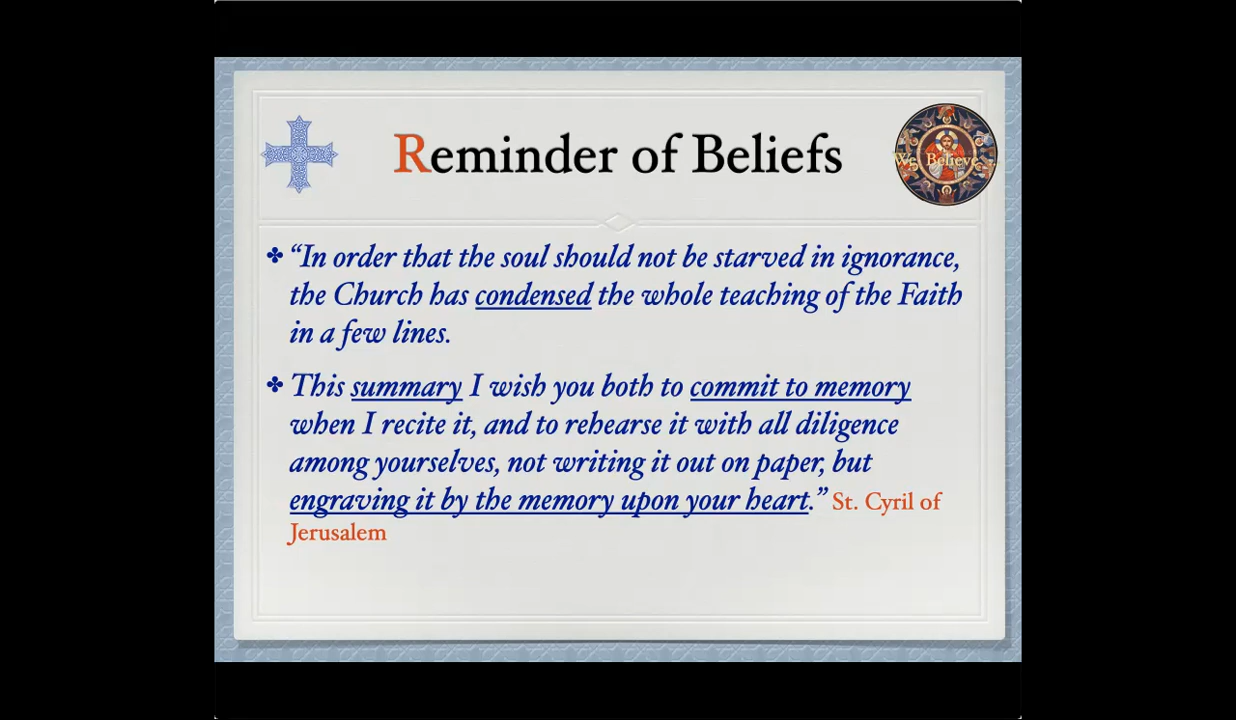 Reminder of Beliefs
We Believe...
“In order that the soul should not be starved in ignorance,
the Church has condensed the whole teaching of the Faith
in a few lines.
This summary I wish you both to commit to memory
when I recite it, and to rehearse it with all diligence
among yourselves, not writing it out on paper, but
engraving it by the memory upon your heart.” St. Cyril of
Jerusalem